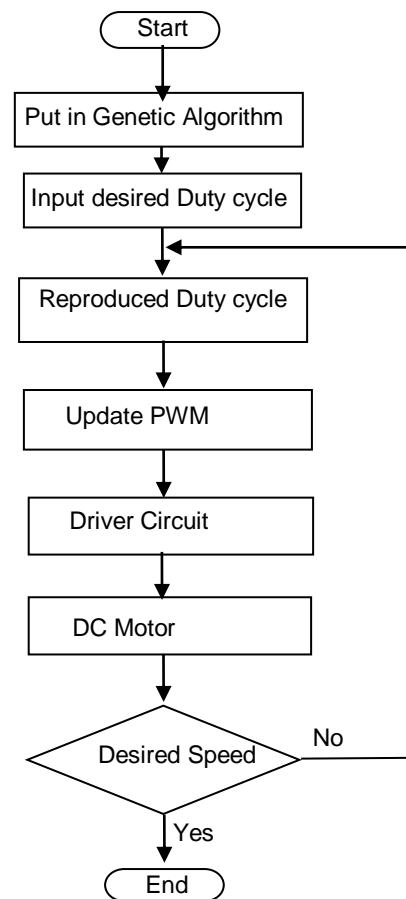 Start
Put in Genetic Algorithm
Input desired Duty cycle
Reproduced Duty cycle
Update PWM
Driver Circuit
DC Motor
Desired Speed
No
Yes
End